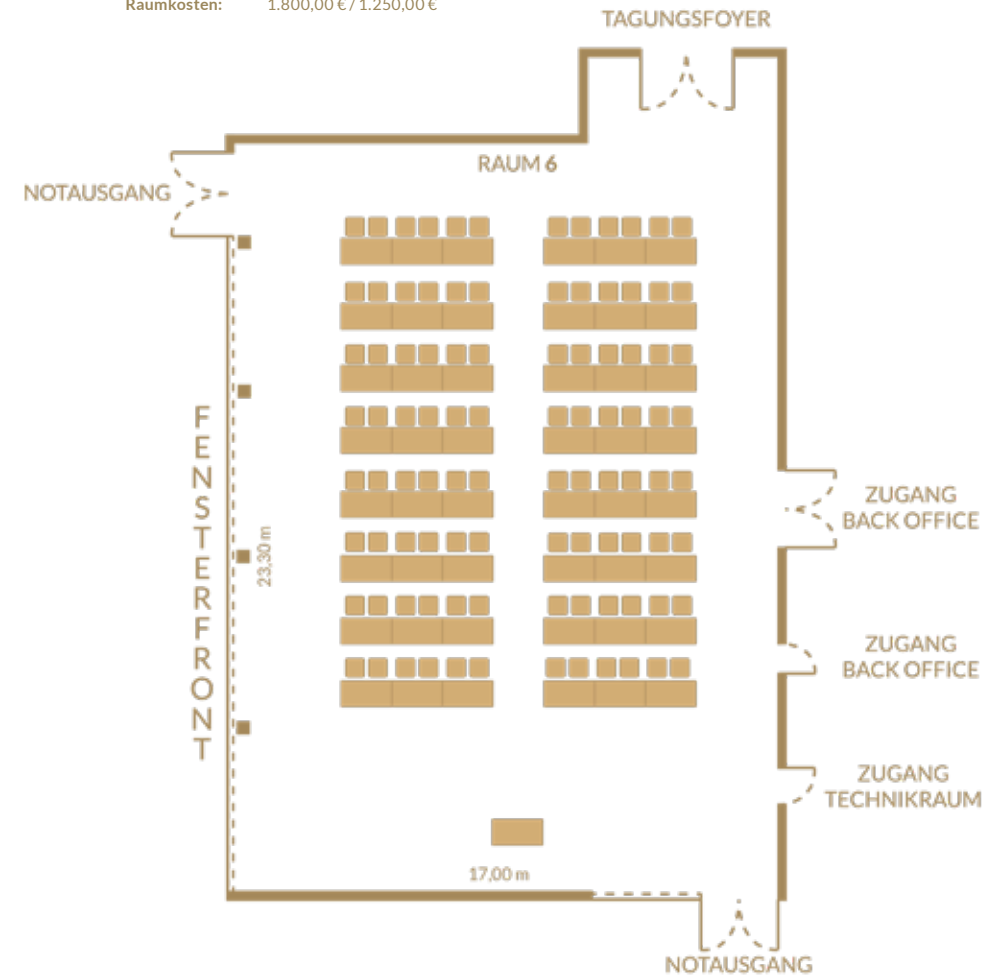 Raumkosten: 1.800,00 € / 1.250,00 €
TAGUNGSFOYER
RAUM 6
NOTAUSGANG
FENSTERFRONT
23,30 m
ZUGANG
BACK OFFICE
ZUGANG
BACK OFFICE
ZUGANG
TECHNIKRAUM
17,00 m
NOTAUSGANG